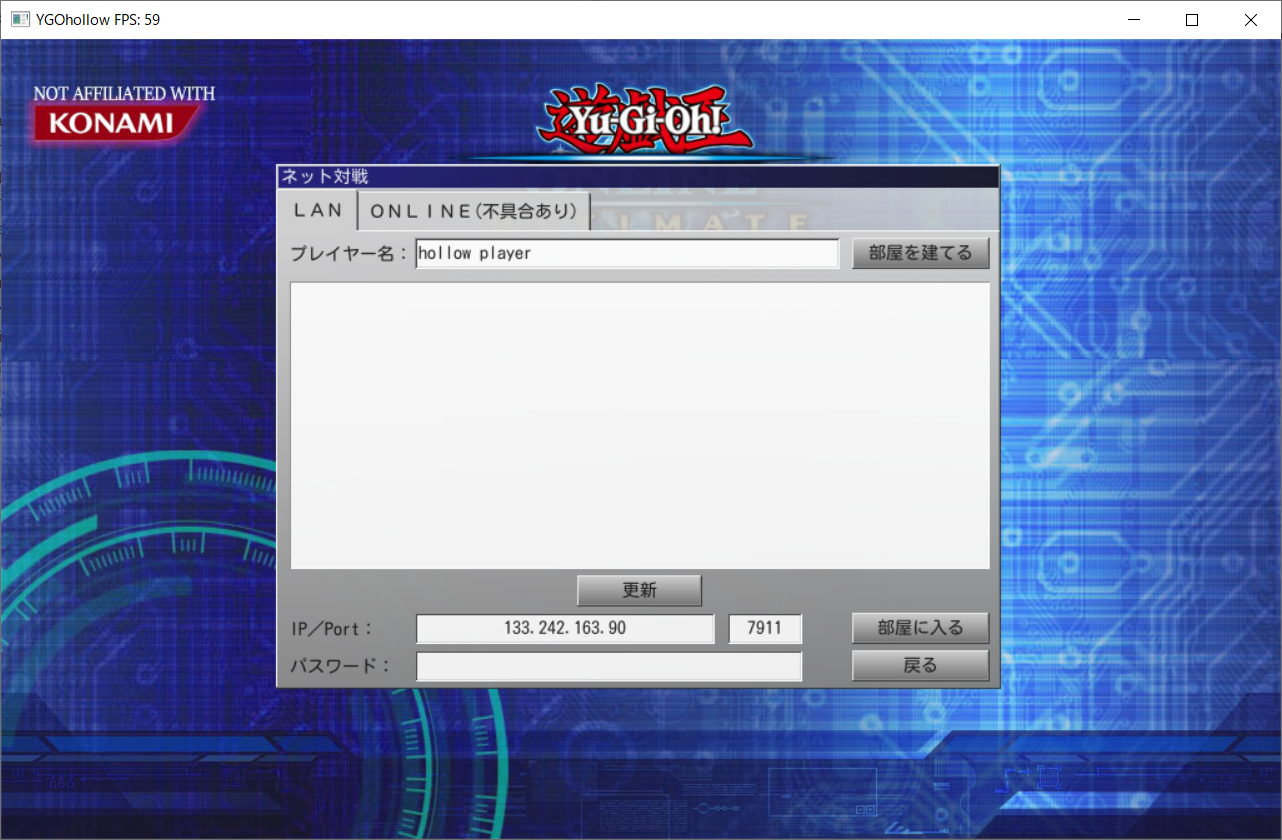 YGOhollow FPS: 59
NOT AFFILIATED WITH
KONAMI
遊戯王
Yu-Gi-Oh!
ネット対戦
ONLINE
ＬＡＮ
ＯＮＬＩＮＥ(不具合あり)
プレイヤー名：
hollow player
部屋を建てる
更新
IP／Port：
133.242.163.90
7911
部屋に入る
パスワード：
戻る